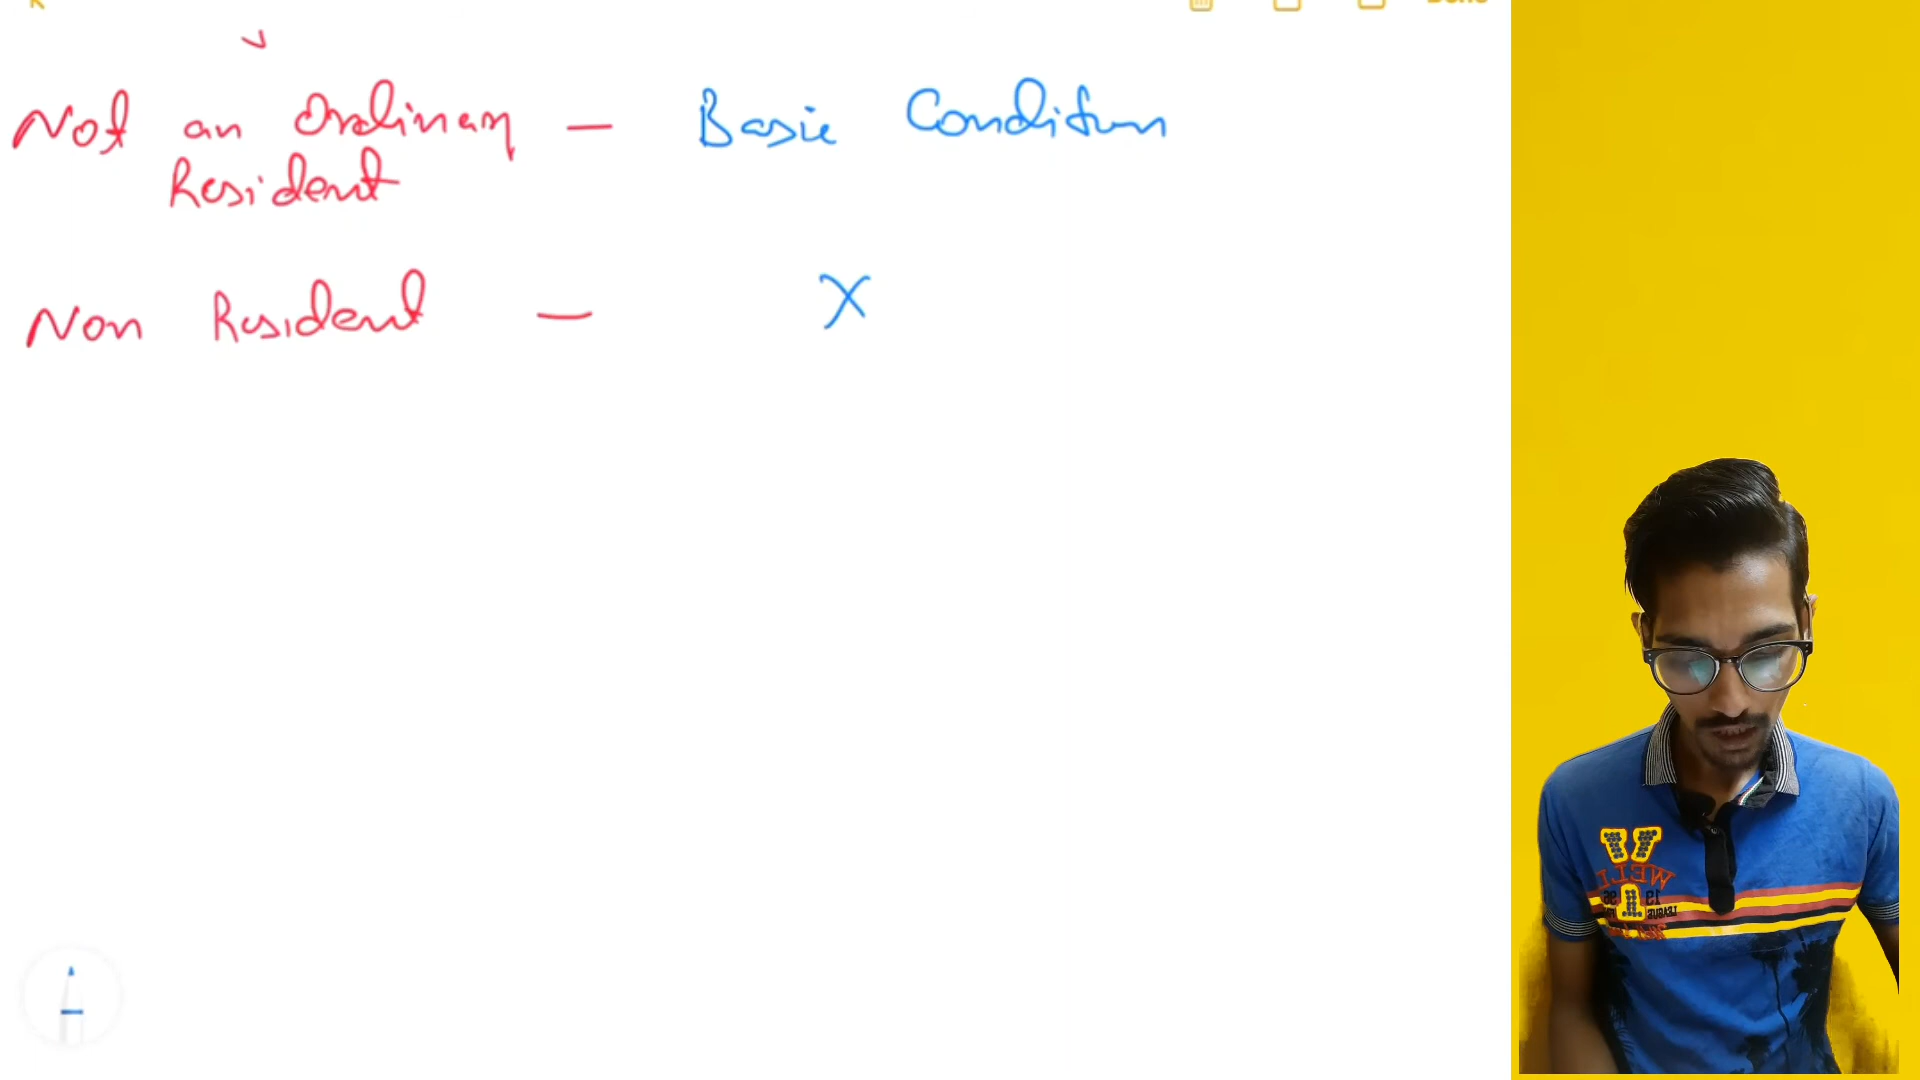 Not an Ordinary - Basic Condition
Resident
Non Resident - X